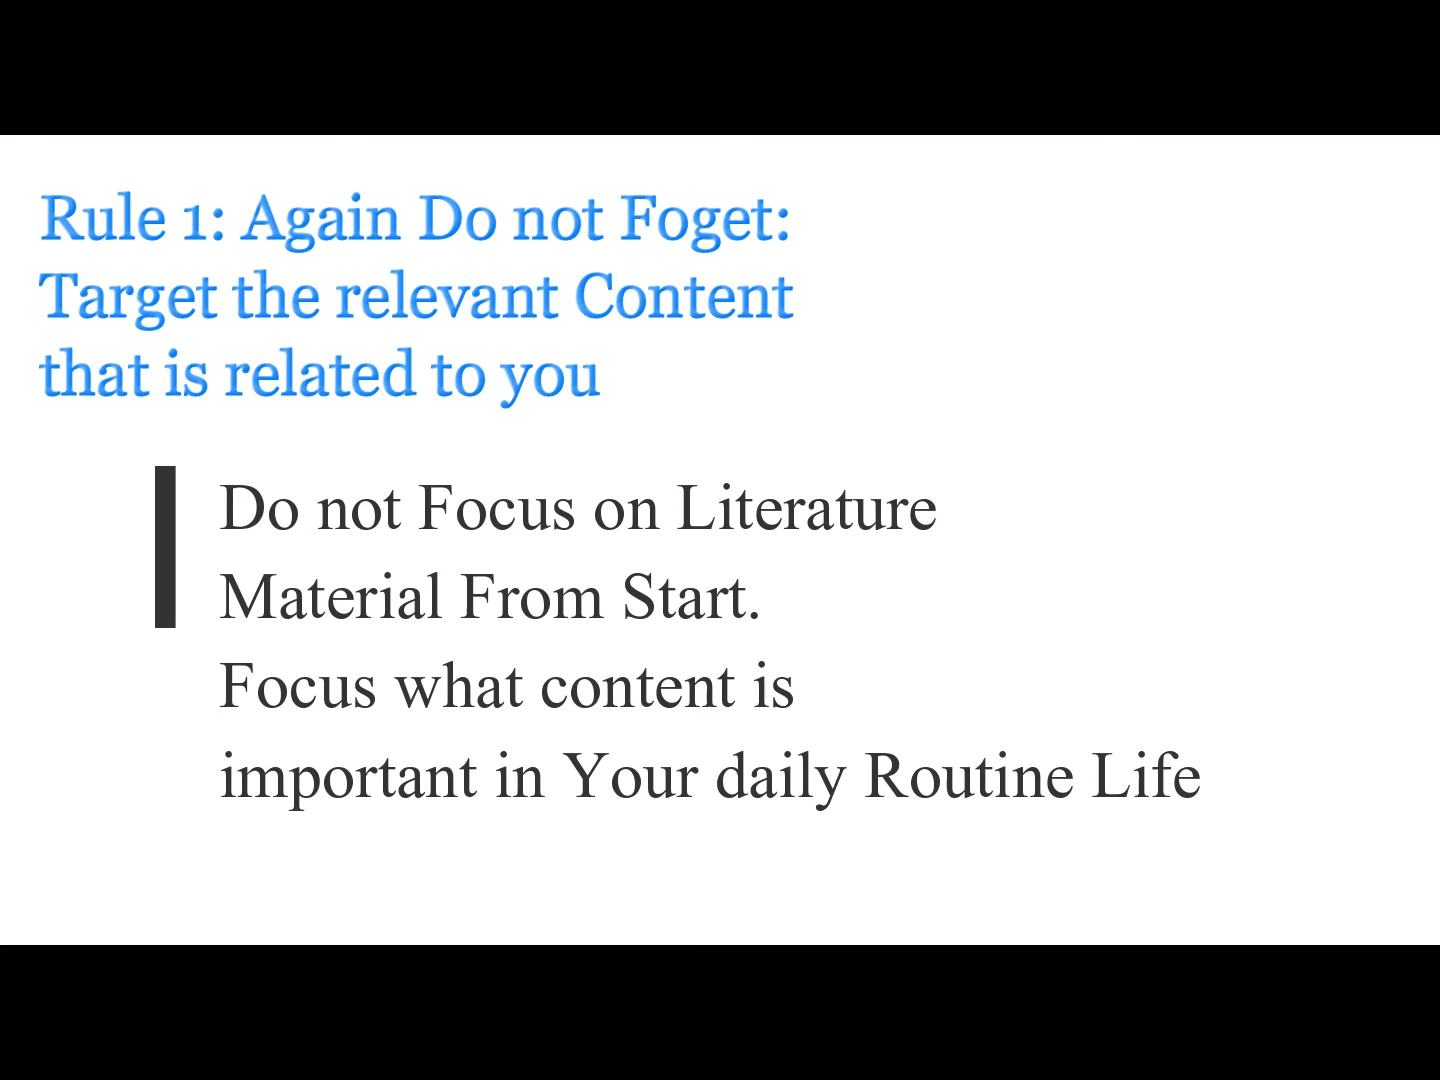 Rule 1: Again Do not Foget:
Target the relevant Content
that is related to you
Do not Focus on Literature
Material From Start.
Focus what content is
important in Your daily Routine Life